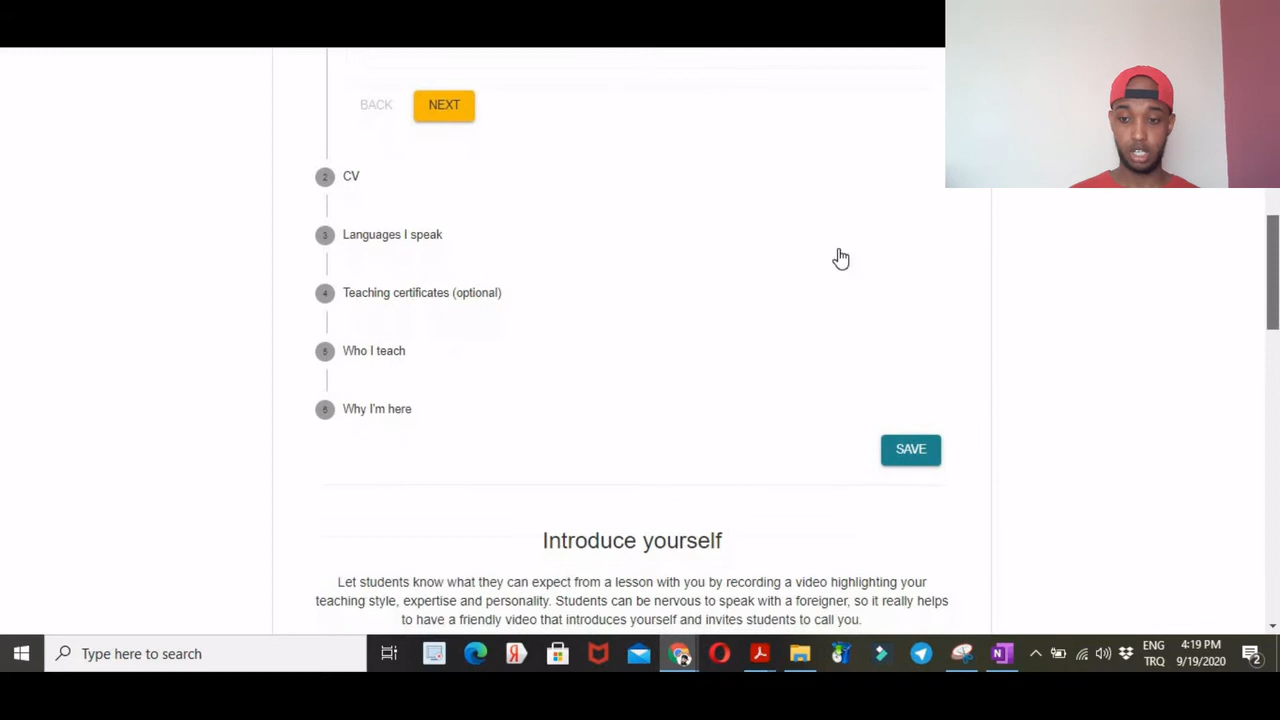 BACK
NEXT
2
CV
3
Languages I speak
4
Teaching certificates (optional)
5
Who I teach
6
Why I'm here
SAVE
Introduce yourself
Let students know what they can expect from a lesson with you by recording a video highlighting your
teaching style, expertise and personality. Students can be nervous to speak with a foreigner, so it really helps
to have a friendly video that introduces yourself and invites students to call you.
Type here to search
ENG
TRQ
4:19 PM
9/19/2020
2